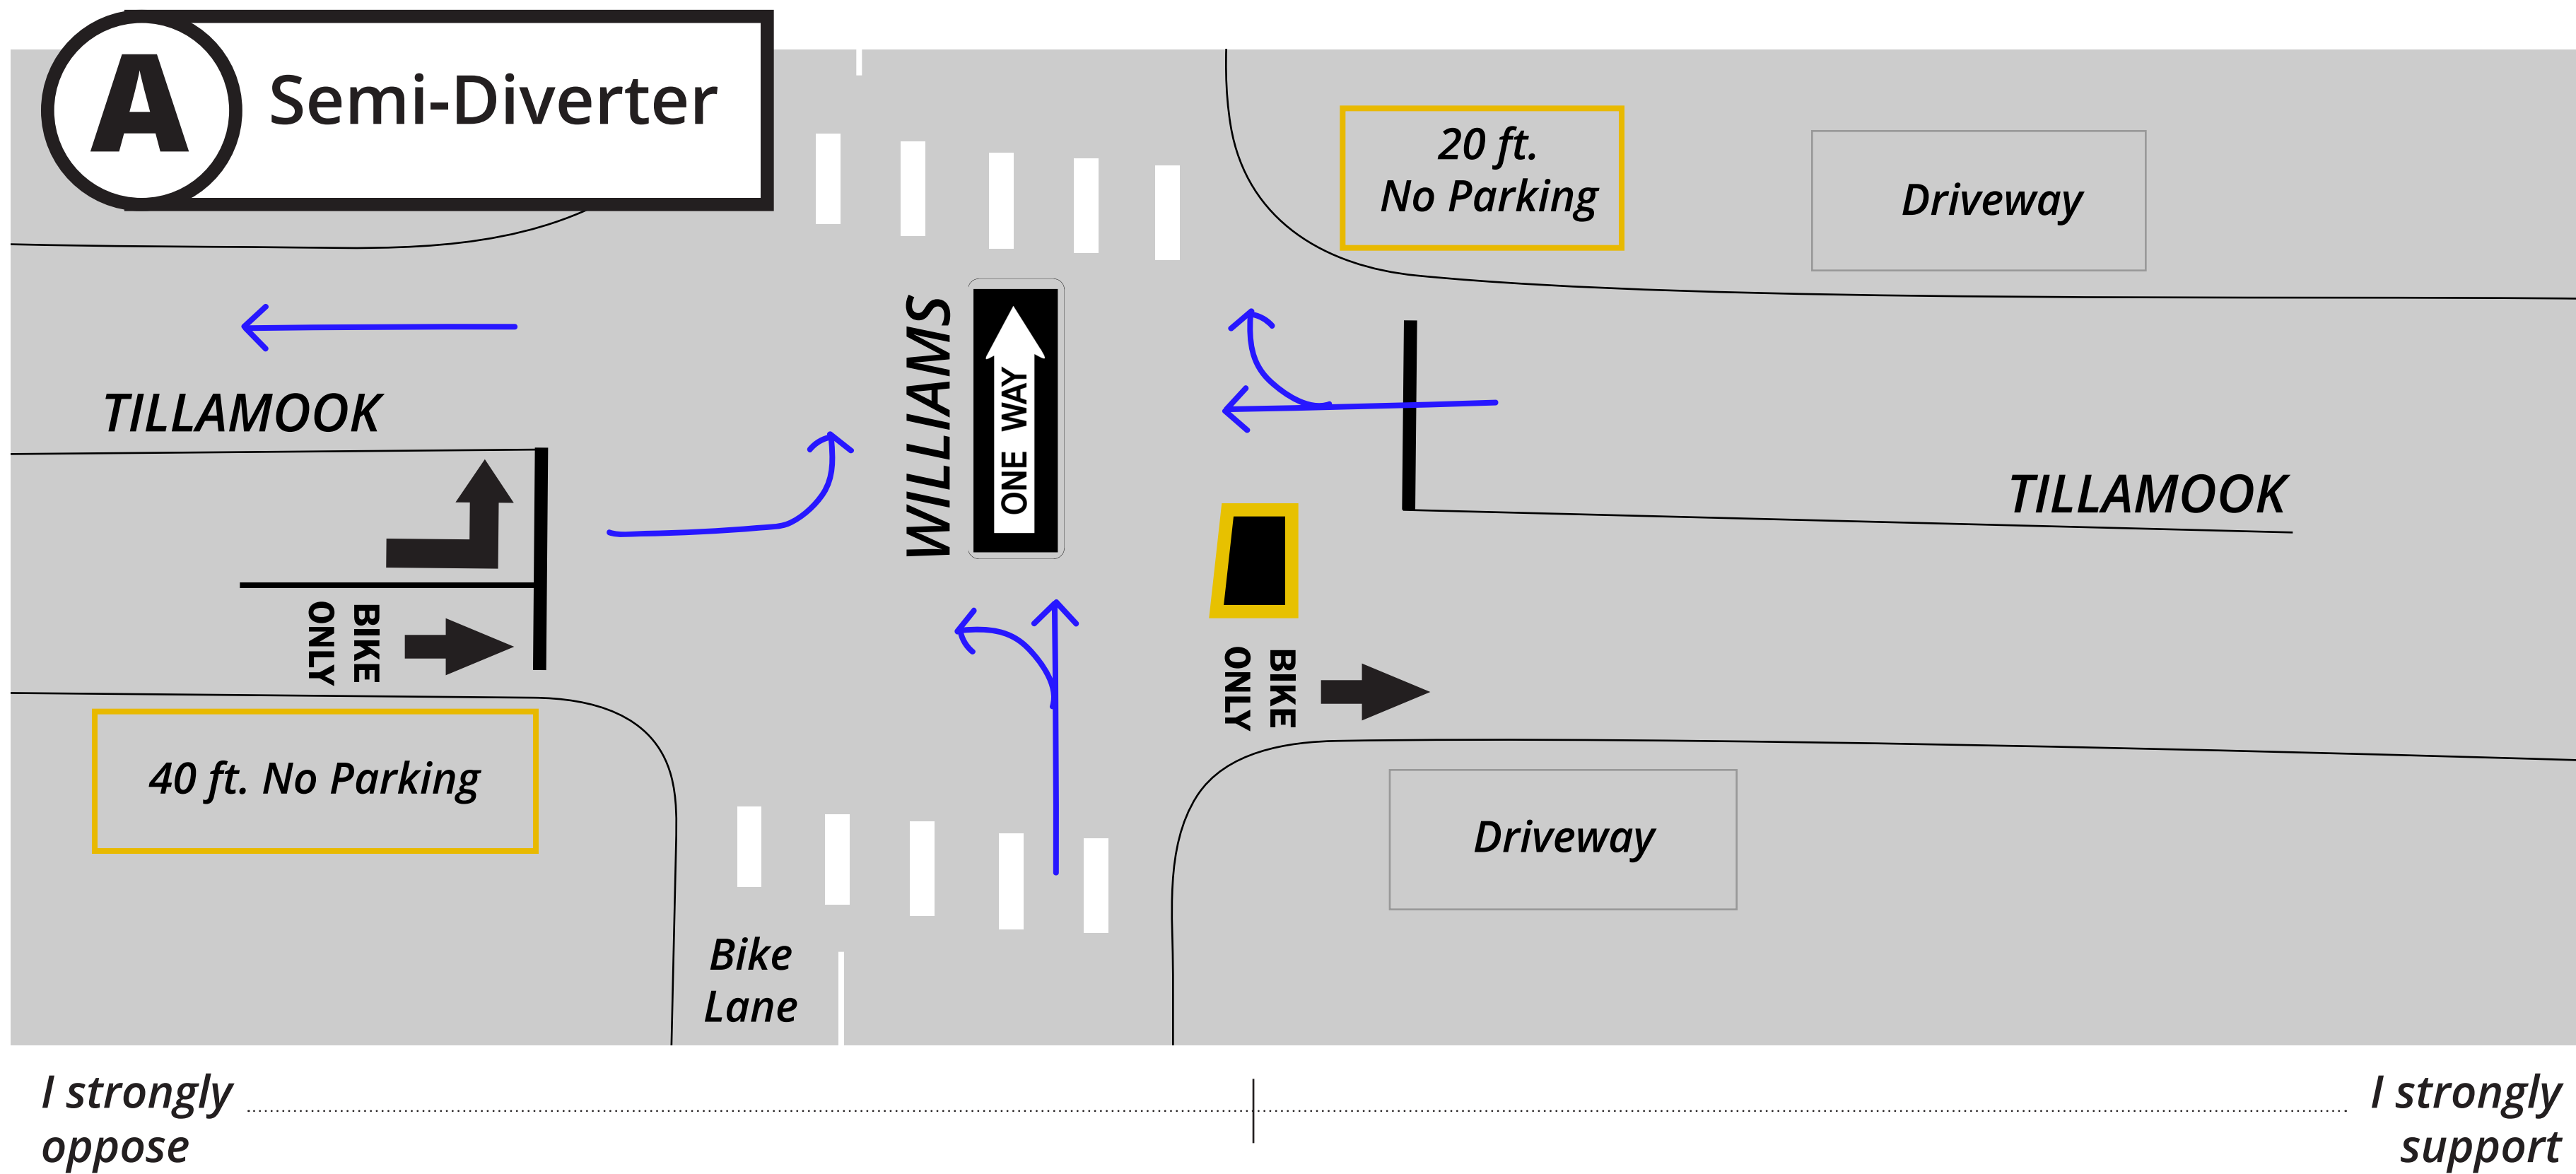 A
Semi-Diverter
20 ft.
No Parking
Driveway
TILLAMOOK
WILLIAMS
ONE WAY
TILLAMOOK
BIKE
ONLY
BIKE
ONLY
40 ft. No Parking
Driveway
Bike
Lane
I strongly
oppose
I strongly
support